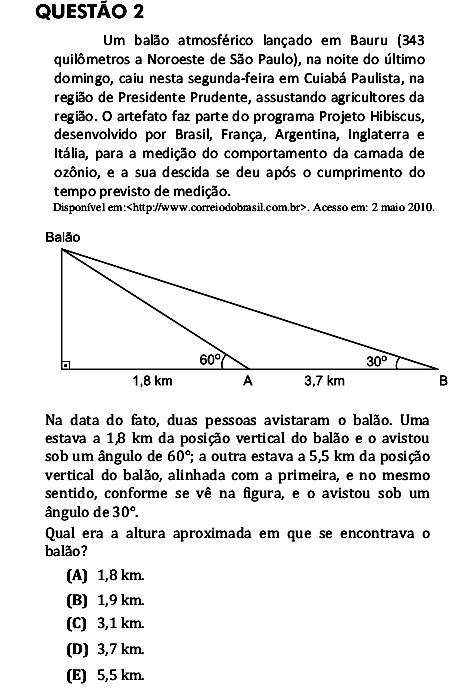 QUESTÃO 2
Um balão atmosférico lançado em Bauru (343
quilômetros a Noroeste de São Paulo), na noite do último
domingo, caiu nesta segunda-feira em Cuiabá Paulista, na
região de Presidente Prudente, assustando agricultores da
região. O artefato faz parte do programa Projeto Hibiscus,
desenvolvido por Brasil, França, Argentina, Inglaterra e
Itália, para a medição do comportamento da camada de
ozônio, e a sua descida se deu após o cumprimento do
tempo previsto de medição.
Disponível em:<http://www.correiodobrasil.com.br>. Acesso em: 2 maio 2010.
Balão
60º
30º
1,8 km
A
3,7 km
B
Na data do fato, duas pessoas avistaram o balão. Uma
estava a 1,8 km da posição vertical do balão e o avistou
sob um ângulo de 60°; a outra estava a 5,5 km da posição
vertical do balão, alinhada com a primeira, e no mesmo
sentido, conforme se vê na figura, e o avistou sob um
ângulo de 30°.
Qual era a altura aproximada em que se encontrava o
balão?
(A) 1,8 km.
(B) 1,9 km.
(C) 3,1 km.
(D) 3,7 km.
(E) 5,5 km.